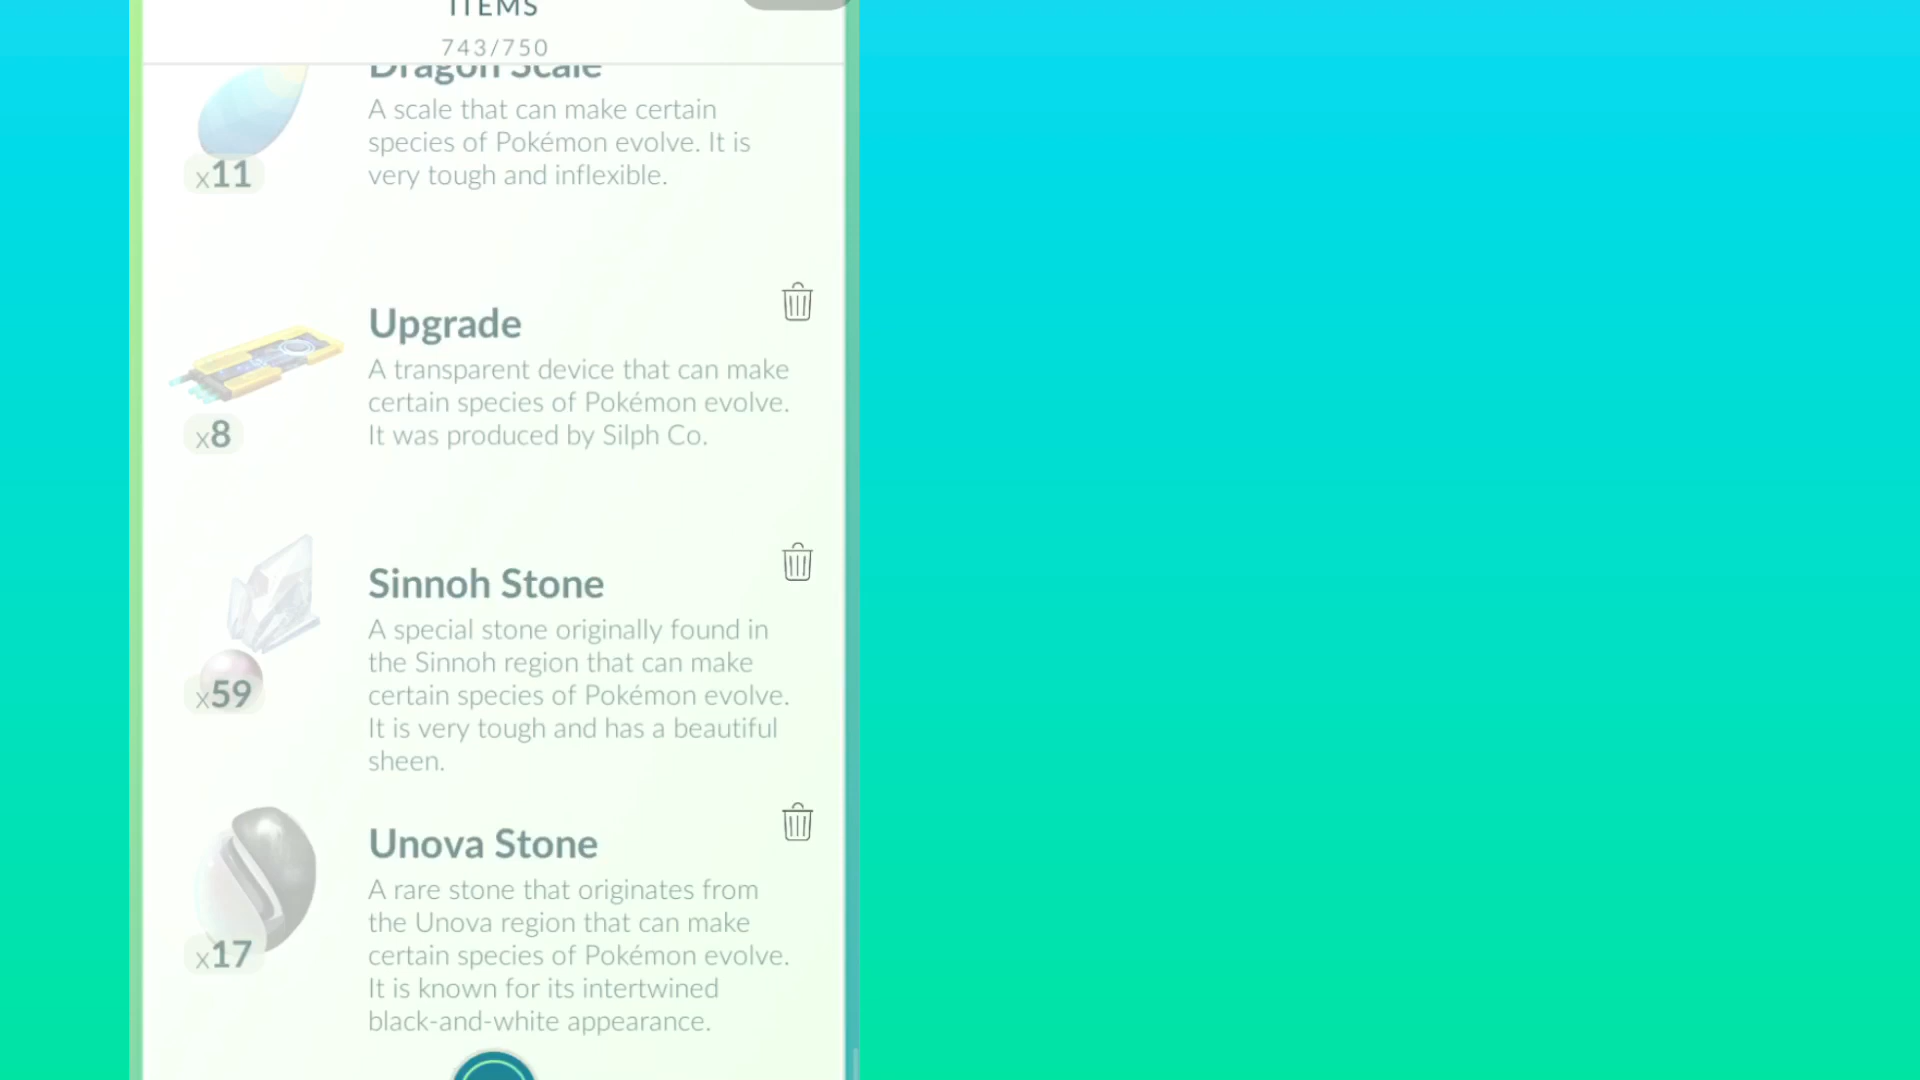 ITEMS
743/750
Dragon Scale
A scale that can make certain
species of Pokémon evolve. It is
very tough and inflexible.
x11
Upgrade
A transparent device that can make
certain species of Pokémon evolve.
It was produced by Silph Co.
x8
Sinnoh Stone
A special stone originally found in
the Sinnoh region that can make
certain species of Pokémon evolve.
It is very tough and has a beautiful
sheen.
x59
Unova Stone
A rare stone that originates from
the Unova region that can make
certain species of Pokémon evolve.
It is known for its intertwined
black-and-white appearance.
x17